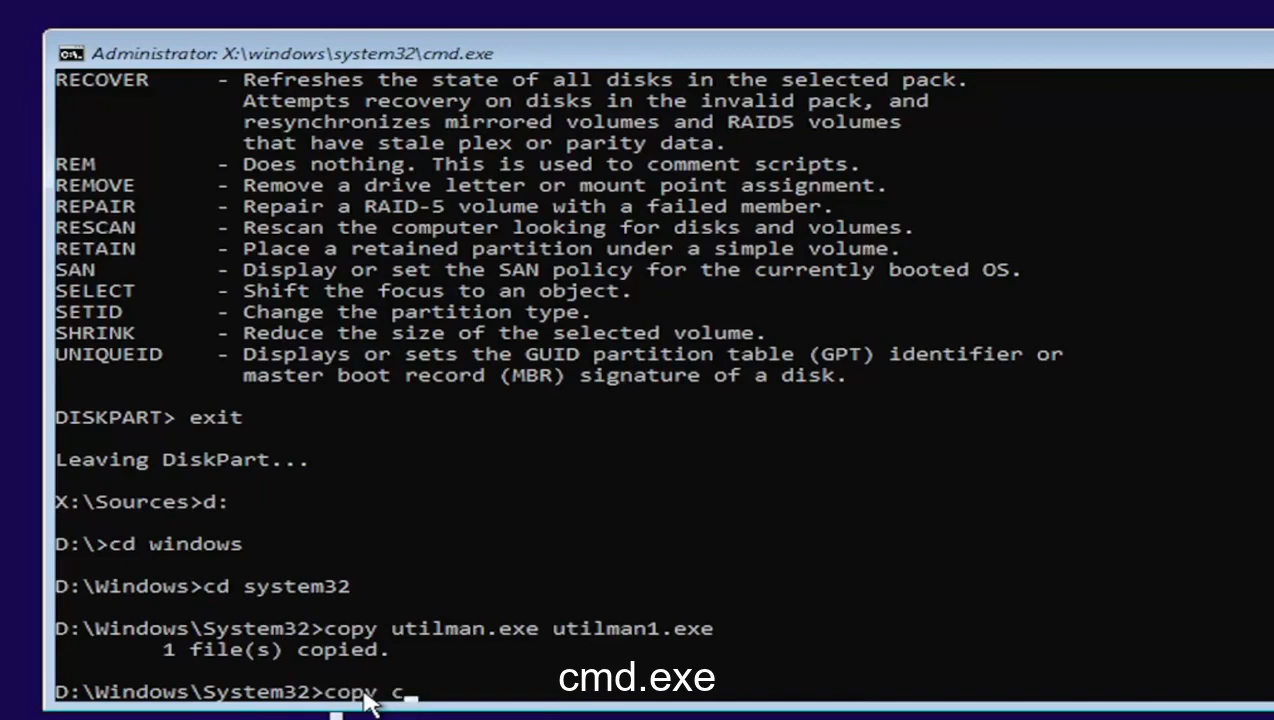 Administrator: X:\windows\system32\cmd.exe
RECOVER - Refreshes the state of all disks in the selected pack.
Attempts recovery on disks in the invalid pack, and
resynchronizes mirrored volumes and RAID5 volumes
that have stale plex or parity data.
REM - Does nothing. This is used to comment scripts.
REMOVE - Remove a drive letter or mount point assignment.
REPAIR - Repair a RAID-5 volume with a failed member.
RESCAN - Rescan the computer looking for disks and volumes.
RETAIN - Place a retained partition under a simple volume.
SAN - Display or set the SAN policy for the currently booted OS.
SELECT - Shift the focus to an object.
SETID - Change the partition type.
SHRINK - Reduce the size of the selected volume.
UNIQUEID - Displays or sets the GUID partition table (GPT) identifier or
master boot record (MBR) signature of a disk.
DISKPART> exit
Leaving DiskPart...
X:\Sources>d:
D:\>cd windows
D:\Windows>cd system32
D:\Windows\System32>copy utilman.exe utilman1.exe
1 file(s) copied.
cmd.exe
D:\Windows\System32>copy c_